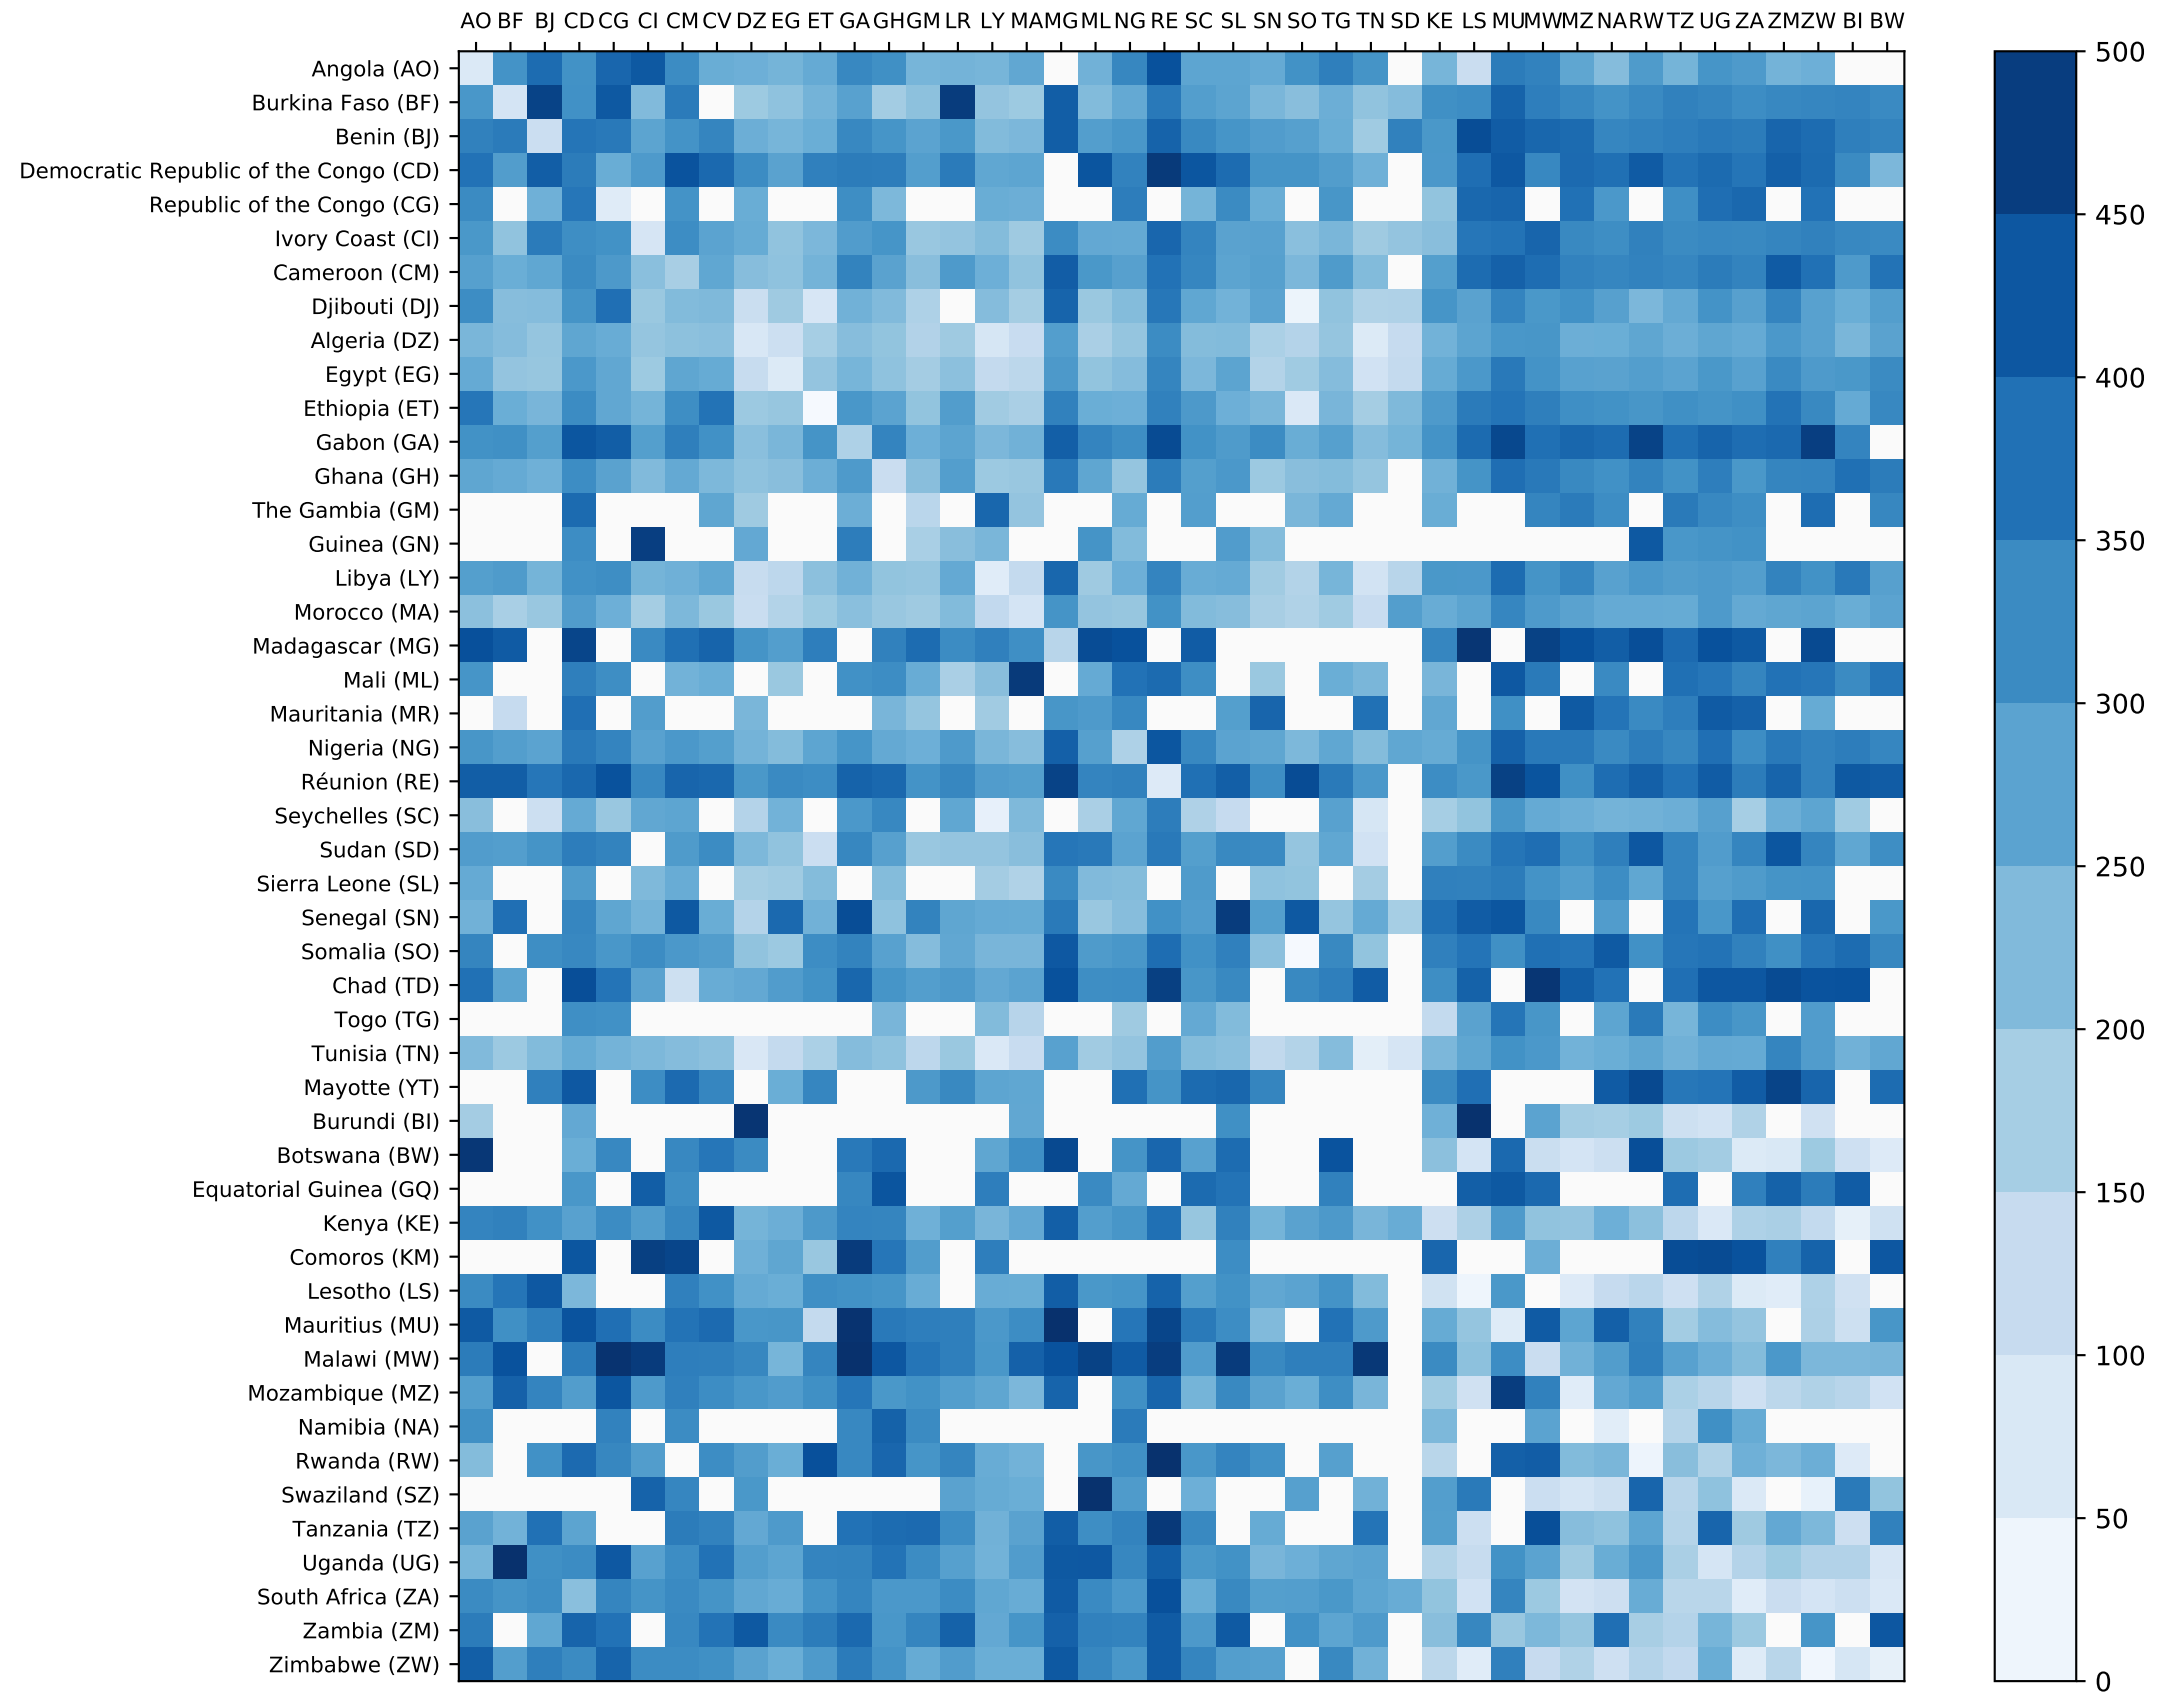 AO BF BJ CD CG CI CM CV DZ EG ET GA GH GM LR LY MA MG ML NG RE SC SL SN SO TG TN SD KE LS MU MW MZ NA RW TZ UG ZA ZM ZW BI BW
Angola (AO)
Burkina Faso (BF)
Benin (BJ)
Democratic Republic of the Congo (CD)
Republic of the Congo (CG)
Ivory Coast (CI)
Cameroon (CM)
Djibouti (DJ)
Algeria (DZ)
Egypt (EG)
Ethiopia (ET)
Gabon (GA)
Ghana (GH)
The Gambia (GM)
Guinea (GN)
Libya (LY)
Morocco (MA)
Madagascar (MG)
Mali (ML)
Mauritania (MR)
Nigeria (NG)
Réunion (RE)
Seychelles (SC)
Sudan (SD)
Sierra Leone (SL)
Senegal (SN)
Somalia (SO)
Chad (TD)
Togo (TG)
Tunisia (TN)
Mayotte (YT)
Burundi (BI)
Botswana (BW)
Equatorial Guinea (GQ)
Kenya (KE)
Comoros (KM)
Lesotho (LS)
Mauritius (MU)
Malawi (MW)
Mozambique (MZ)
Namibia (NA)
Rwanda (RW)
Swaziland (SZ)
Tanzania (TZ)
Uganda (UG)
South Africa (ZA)
Zambia (ZM)
Zimbabwe (ZW)
500
450
400
350
300
250
200
150
100
50
0